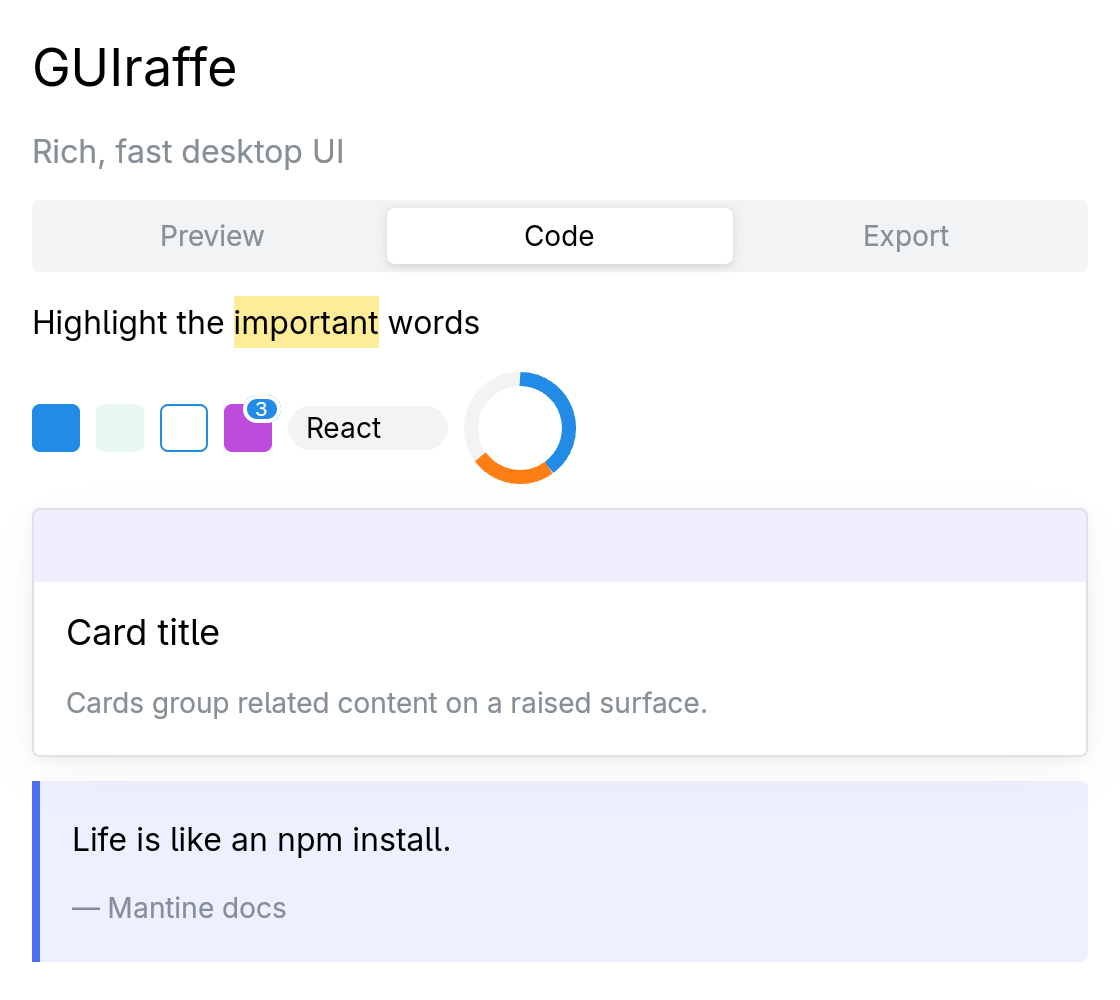 GUIraffe
Rich, fast desktop UI
Preview Code Export
Highlight the important words
3
React
Card title
Cards group related content on a raised surface.
Life is like an npm install.
— Mantine docs